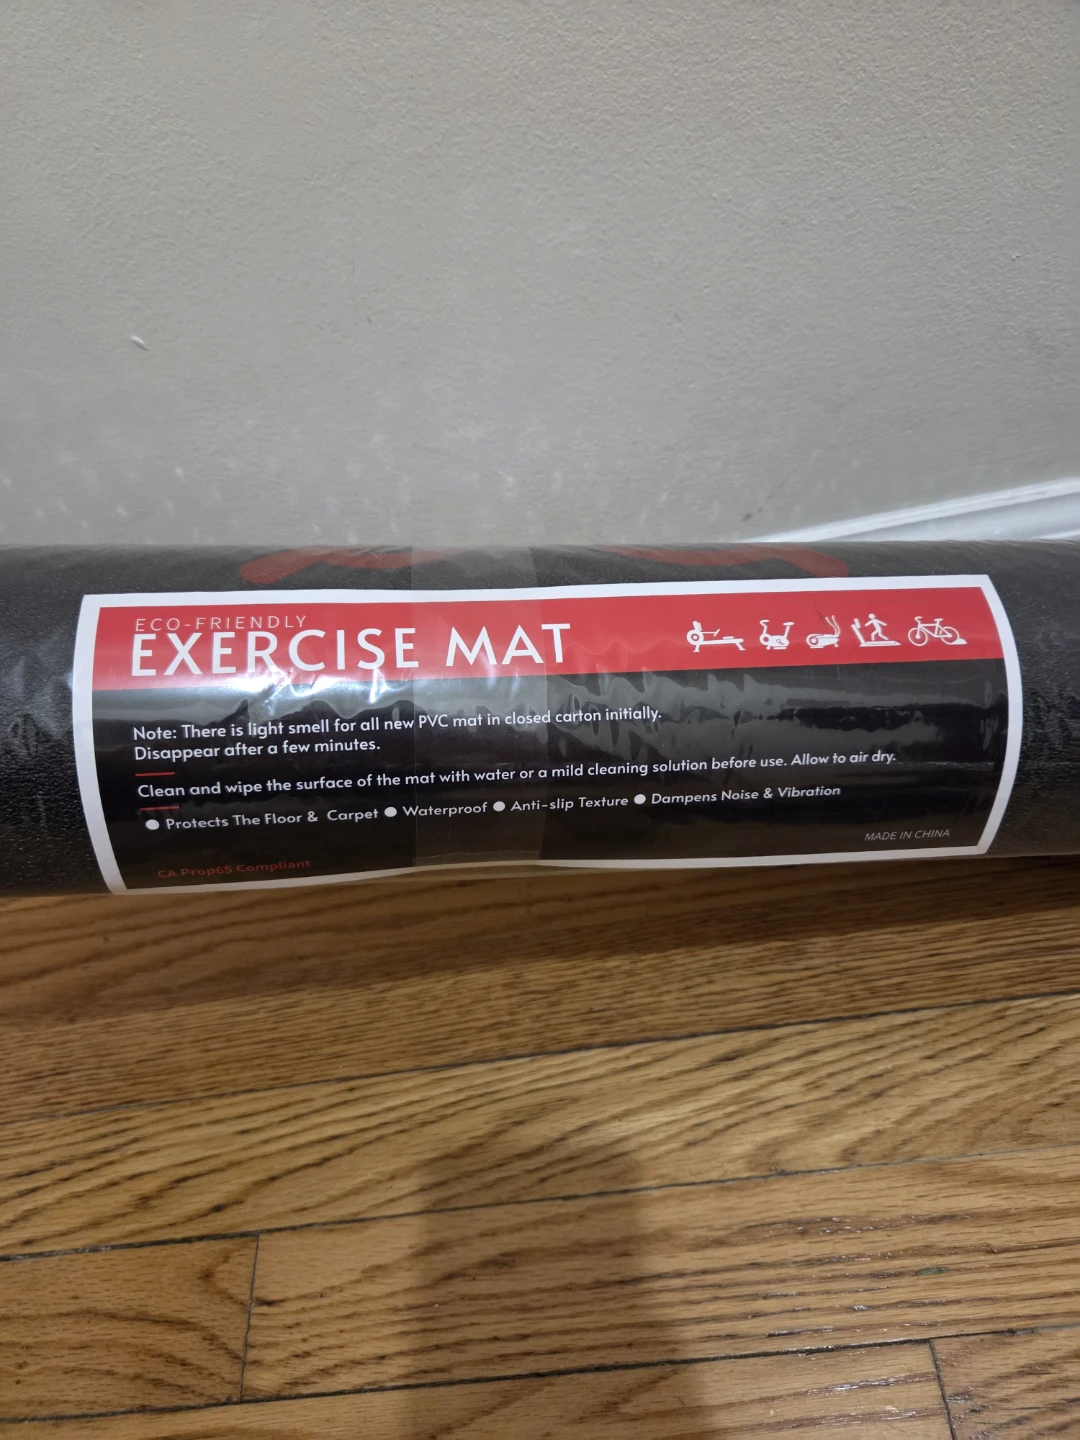 ECO-FRIENDLY
EXERCISE MAT
Note: There is light smell for all new PVC mat in closed carton initially.
Disappear after a few minutes.
Clean and wipe the surface of the mat with water or a mild cleaning solution before use. Allow to air dry.
● Protects The Floor & Carpet ● Waterproof ● Anti-slip Texture ● Dampens Noise & Vibration
MADE IN CHINA
CA Prop65 Compliant